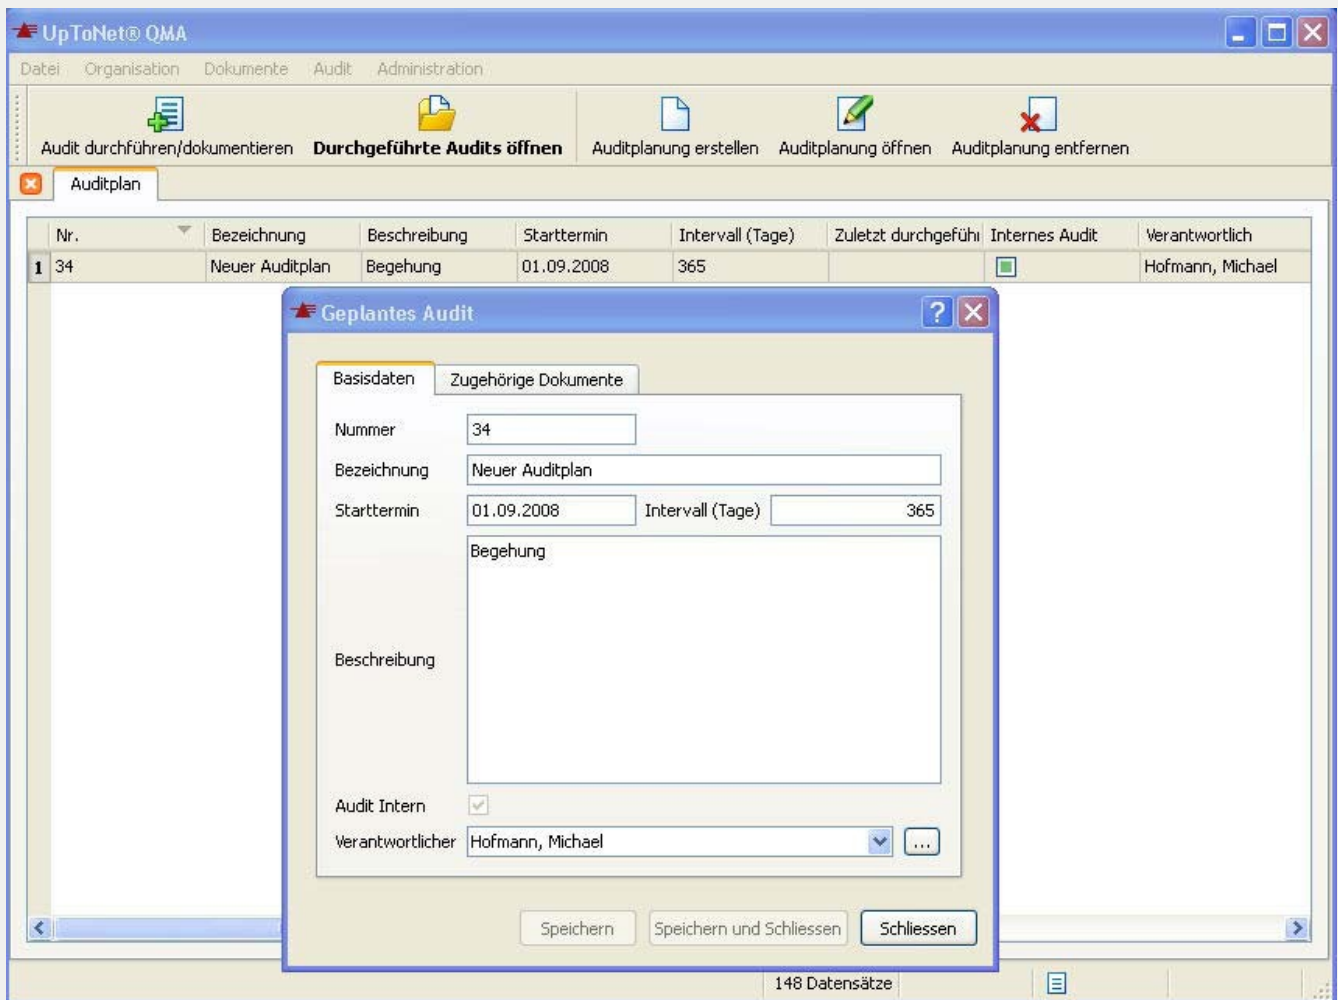 UpToNet® QMA
Datei Organisation Dokumente Audit Administration
Audit durchführen/dokumentieren Durchgeführte Audits öffnen Auditplanung erstellen Auditplanung öffnen Auditplanung entfernen
Auditplan
Nr. Bezeichnung Beschreibung Starttermin Intervall (Tage) Zuletzt durchgefüh Internes Audit Verantwortlich
1 34 Neuer Auditplan Begehung 01.09.2008 365 Hofmann, Michael
Geplantes Audit
Basisdaten Zugehörige Dokumente
Nummer 34
Bezeichnung Neuer Auditplan
Starttermin 01.09.2008 Intervall (Tage) 365
Begehung
Beschreibung
Audit Intern
Verantwortlicher Hofmann, Michael ...
Speichern Speichern und Schliessen Schliessen
148 Datensätze